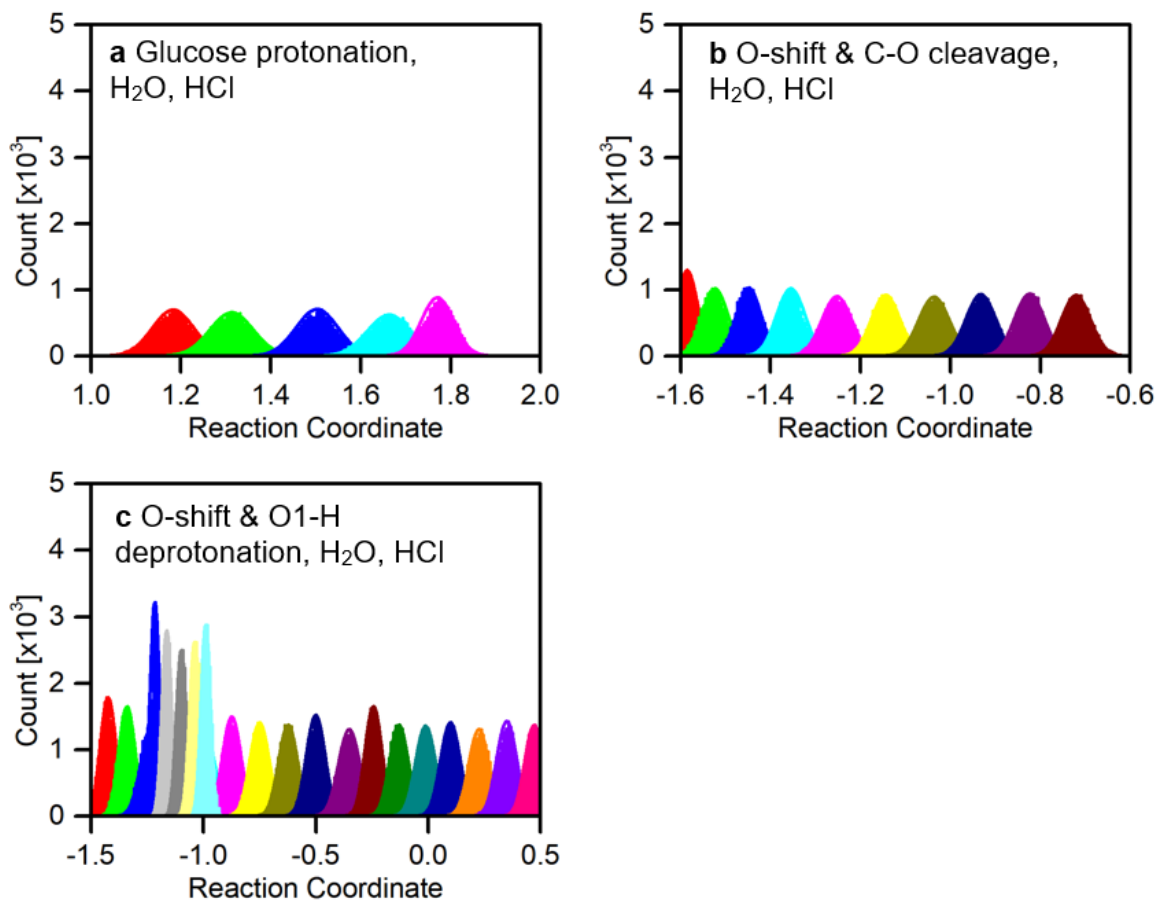 a Glucose protonation,
H₂O, HCl
5
4
3
2
1
0
Count [x10³]
1.0 1.2 1.4 1.6 1.8 2.0
Reaction Coordinate
b O-shift & C-O cleavage,
H₂O, HCl
5
4
3
2
1
0
Count [x10³]
-1.6 -1.4 -1.2 -1.0 -0.8 -0.6
Reaction Coordinate
c O-shift & O1-H
deprotonation, H₂O, HCl
5
4
3
2
1
0
Count [x10³]
-1.5 -1.0 -0.5 0.0 0.5
Reaction Coordinate